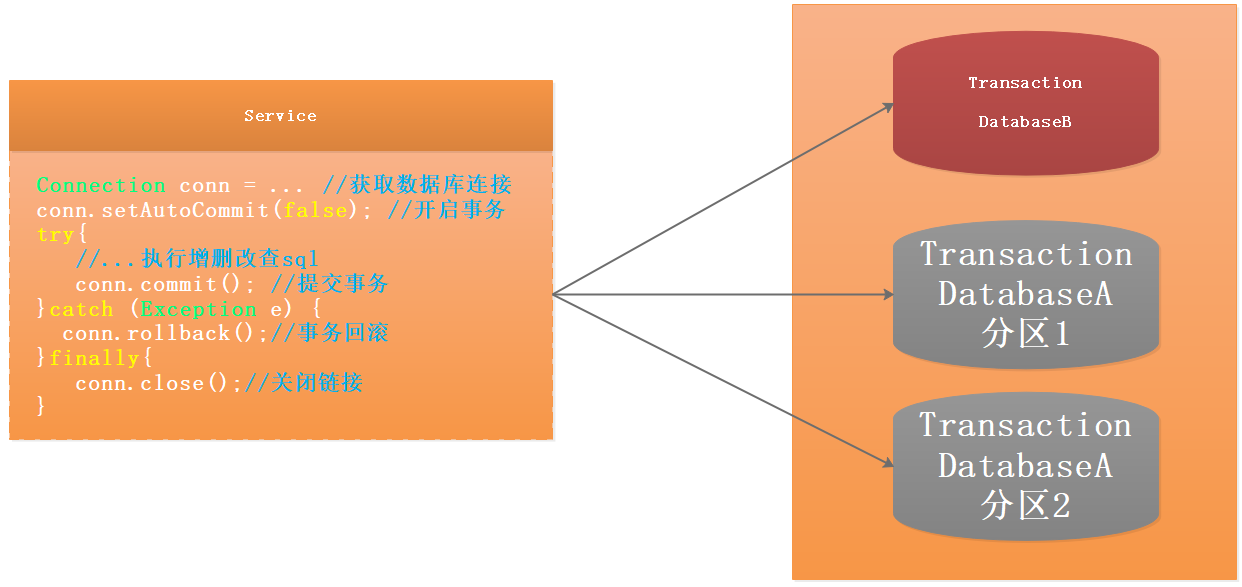 Service
Connection conn = ... //获取数据库连接
conn.setAutoCommit(false); //开启事务
try{
//...执行增删改查sql
conn.commit(); //提交事务
}catch (Exception e) {
conn.rollback();//事务回滚
}finally{
conn.close();//关闭链接
}
Transaction
DatabaseB
Transaction
DatabaseA
分区1
Transaction
DatabaseA
分区2